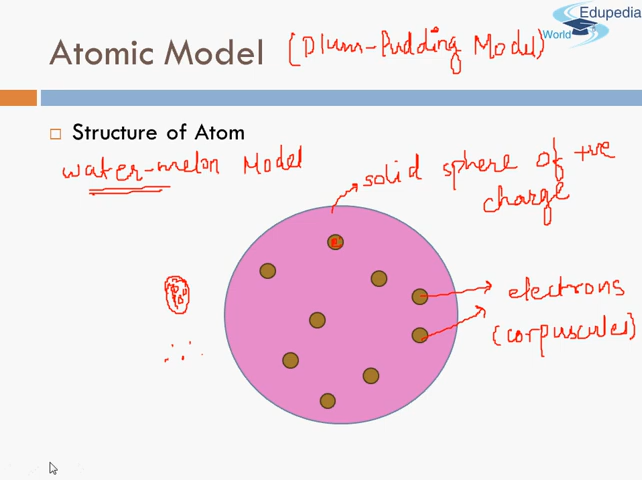 Edupedia
World
Atomic Model (Plum-Pudding Model)
Structure of Atom
water-melon Model
solid sphere of +ve
charge
electrons
(corpuscules)